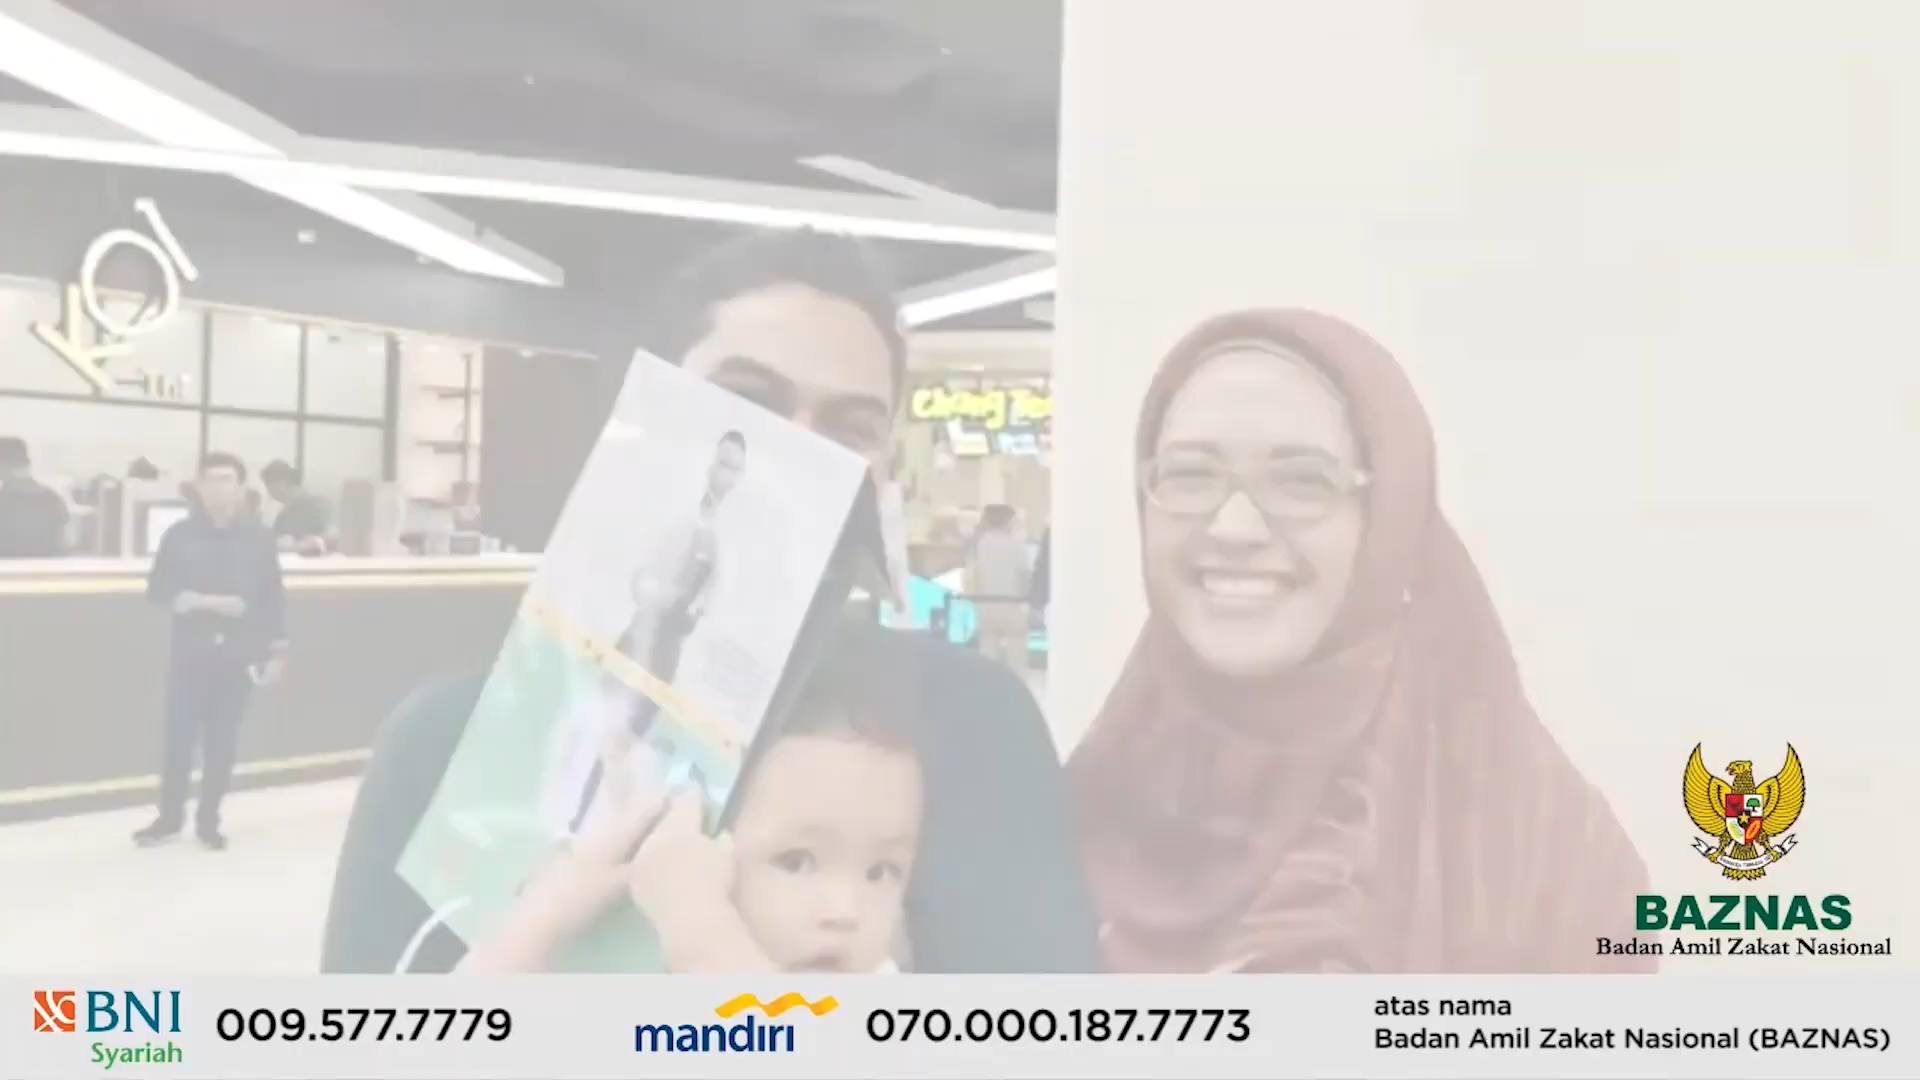 KOI
BAZNAS
Badan Amil Zakat Nasional
BNI
Syariah
009.577.7779
mandiri
070.000.187.7773
atas nama
Badan Amil Zakat Nasional (BAZNAS)